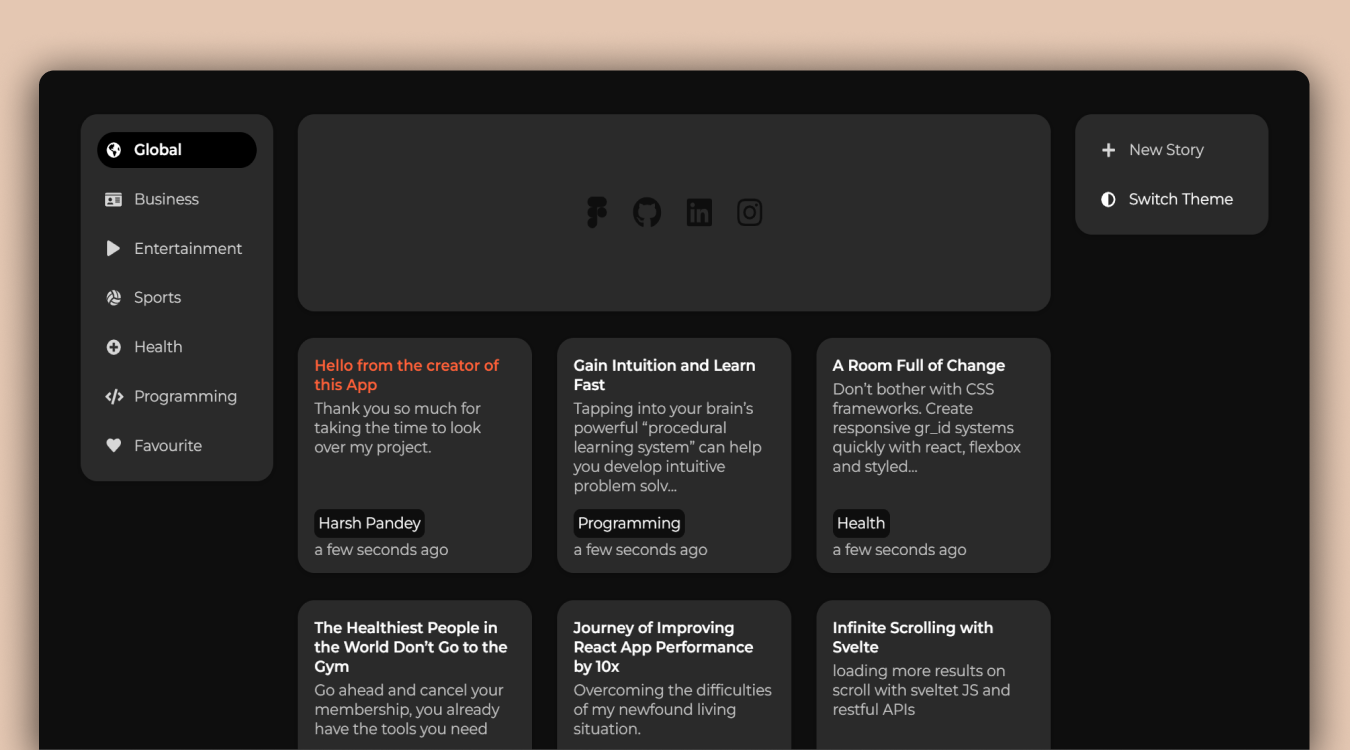 Global
Business
Entertainment
Sports
Health
Programming
Favourite
New Story
Switch Theme
Hello from the creator of
this App
Thank you so much for
taking the time to look
over my project.
Harsh Pandey
a few seconds ago
Gain Intuition and Learn
Fast
Tapping into your brain’s
powerful “procedural
learning system” can help
you develop intuitive
problem solv...
Programming
a few seconds ago
A Room Full of Change
Don’t bother with CSS
frameworks. Create
responsive gr_id systems
quickly with react, flexbox
and styled...
Health
a few seconds ago
The Healthiest People in
the World Don’t Go to the
Gym
Go ahead and cancel your
membership, you already
have the tools you need
Journey of Improving
React App Performance
by 10x
Overcoming the difficulties
of my newfound living
situation.
Infinite Scrolling with
Svelte
loading more results on
scroll with sveltet JS and
restful APIs